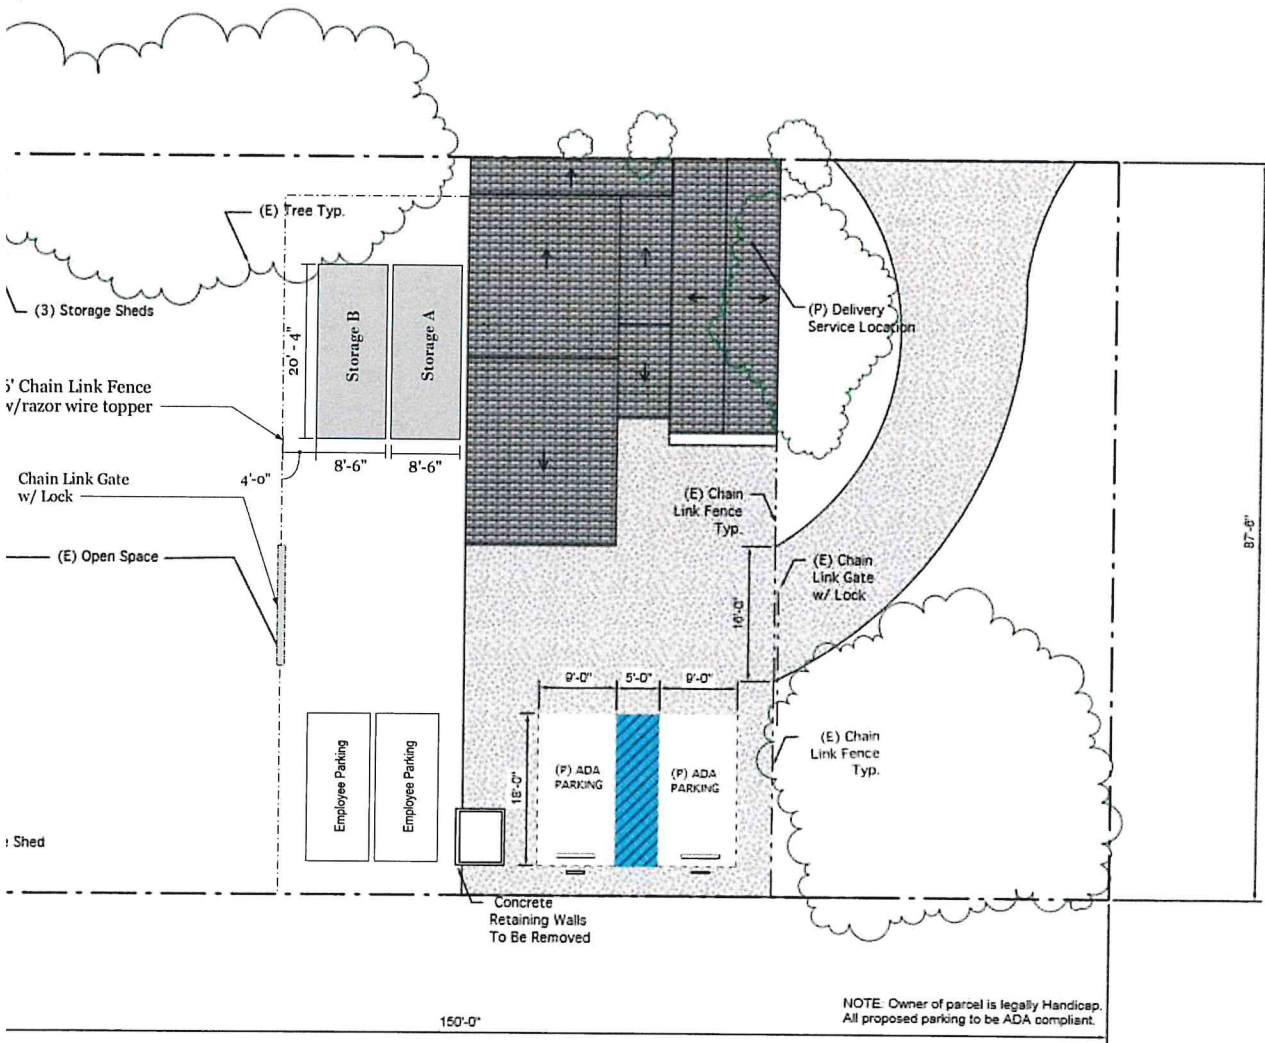 (E) Tree Typ.
(3) Storage Sheds
20'-4"
Storage B
Storage A
(P) Delivery
Service Location
' Chain Link Fence
w/razor wire topper
8'-6"
8'-6"
4'-0"
Chain Link Gate
w/ Lock
(E) Chain
Link Fence
Typ.
87'-6"
(E) Open Space
(E) Chain
Link Gate
w/ Lock
16'-0"
9'-0"
5'-0"
9'-0"
(E) Chain
Link Fence
Typ.
Employee Parking
Employee Parking
18'-0"
(P) ADA
PARKING
(P) ADA
PARKING
Shed
Concrete
Retaining Walls
To Be Removed
NOTE: Owner of parcel is legally Handicap.
All proposed parking to be ADA compliant.
150'-0"